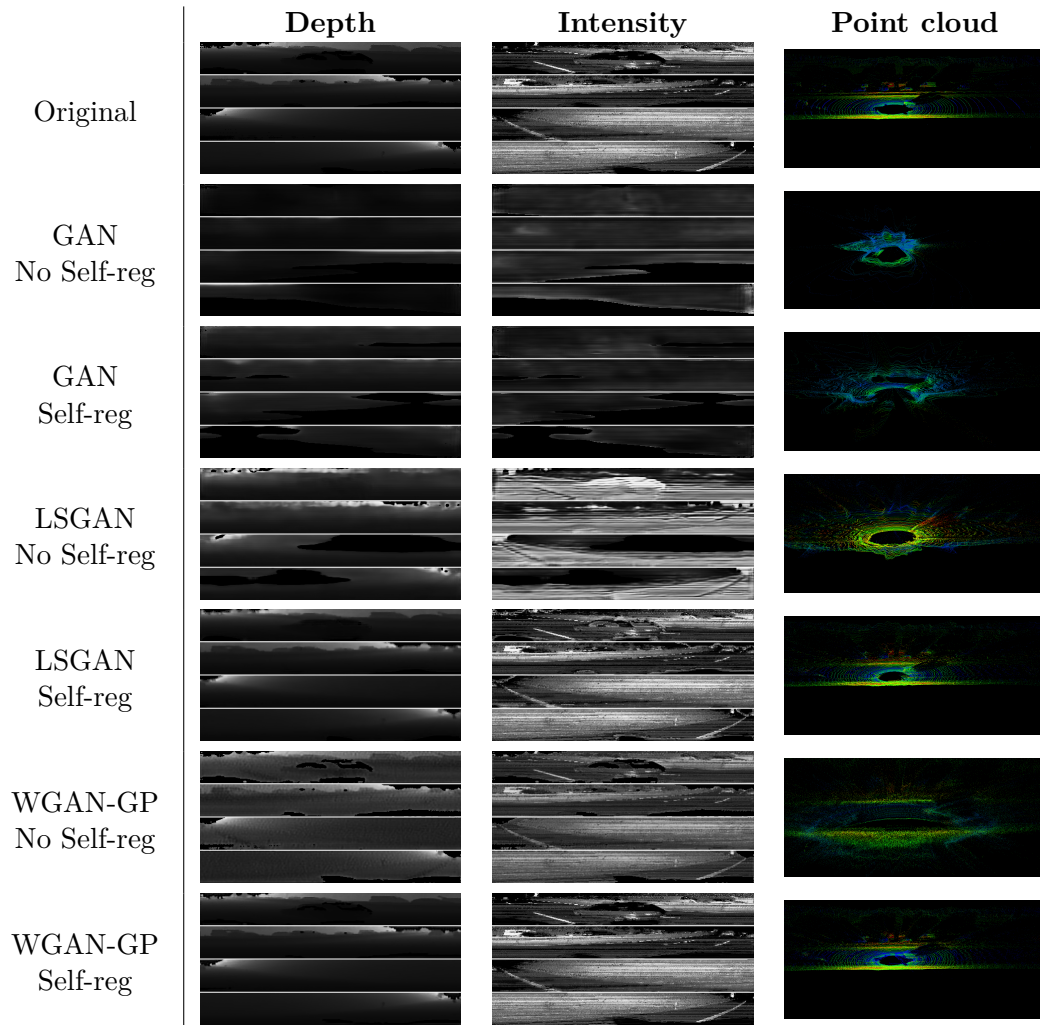 Depth Intensity Point cloud
Original
GAN
No Self-reg
GAN
Self-reg
LSGAN
No Self-reg
LSGAN
Self-reg
WGAN-GP
No Self-reg
WGAN-GP
Self-reg